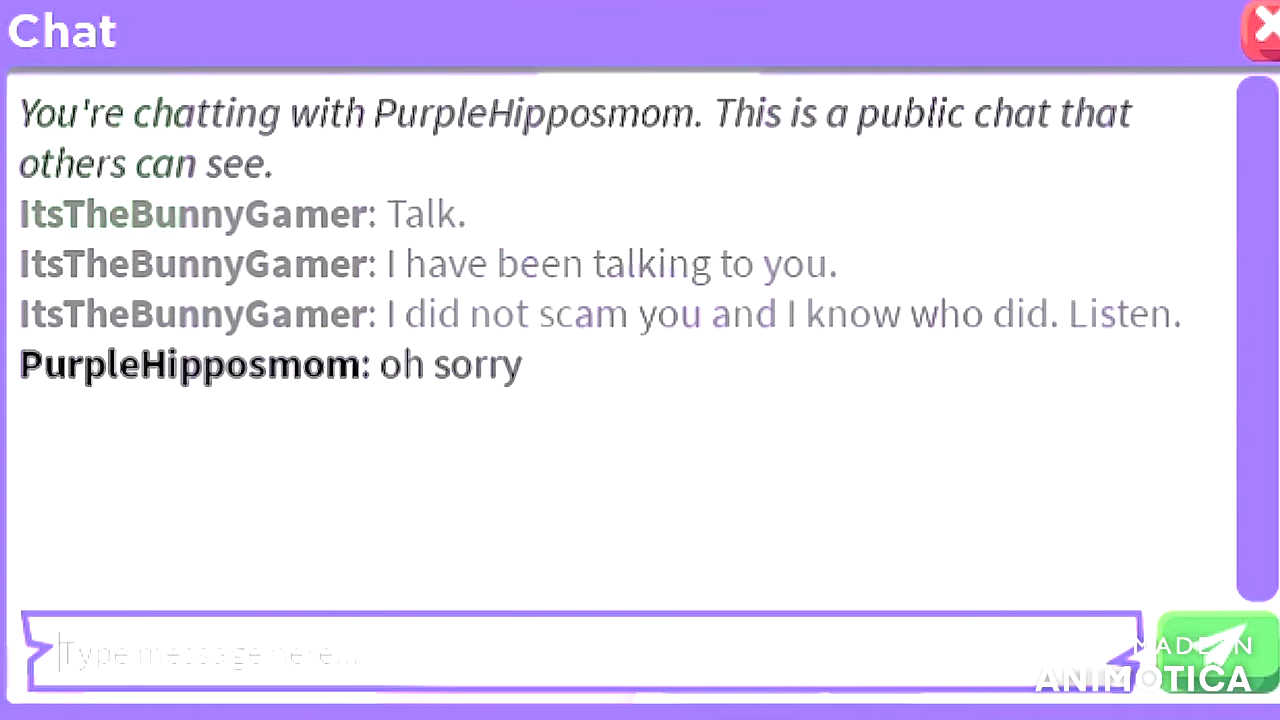 Chat
You're chatting with PurpleHipposmom. This is a public chat that
others can see.
ItsTheBunnyGamer: Talk.
ItsTheBunnyGamer: I have been talking to you.
ItsTheBunnyGamer: I did not scam you and I know who did. Listen.
PurpleHipposmom: oh sorry
Type message here...
MADE IN
ANIMOTICA